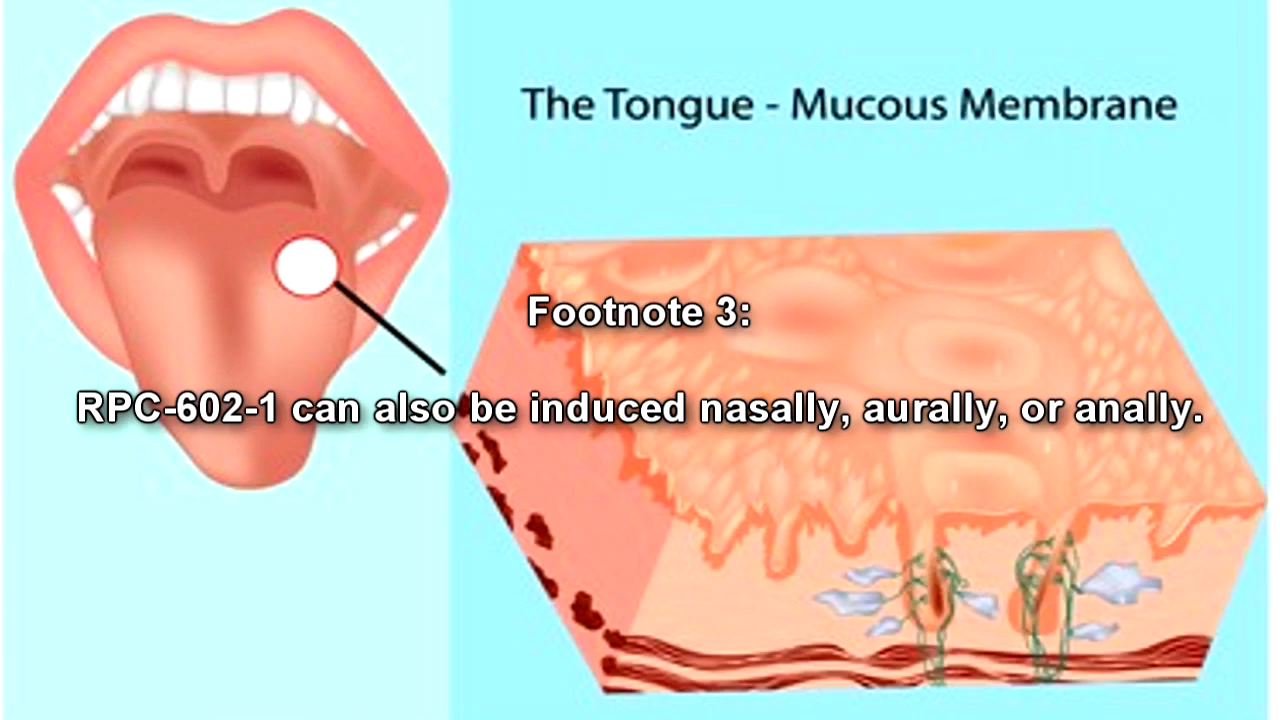 The Tongue - Mucous Membrane
Footnote 3:
RPC-602-1 can also be induced nasally, aurally, or anally.